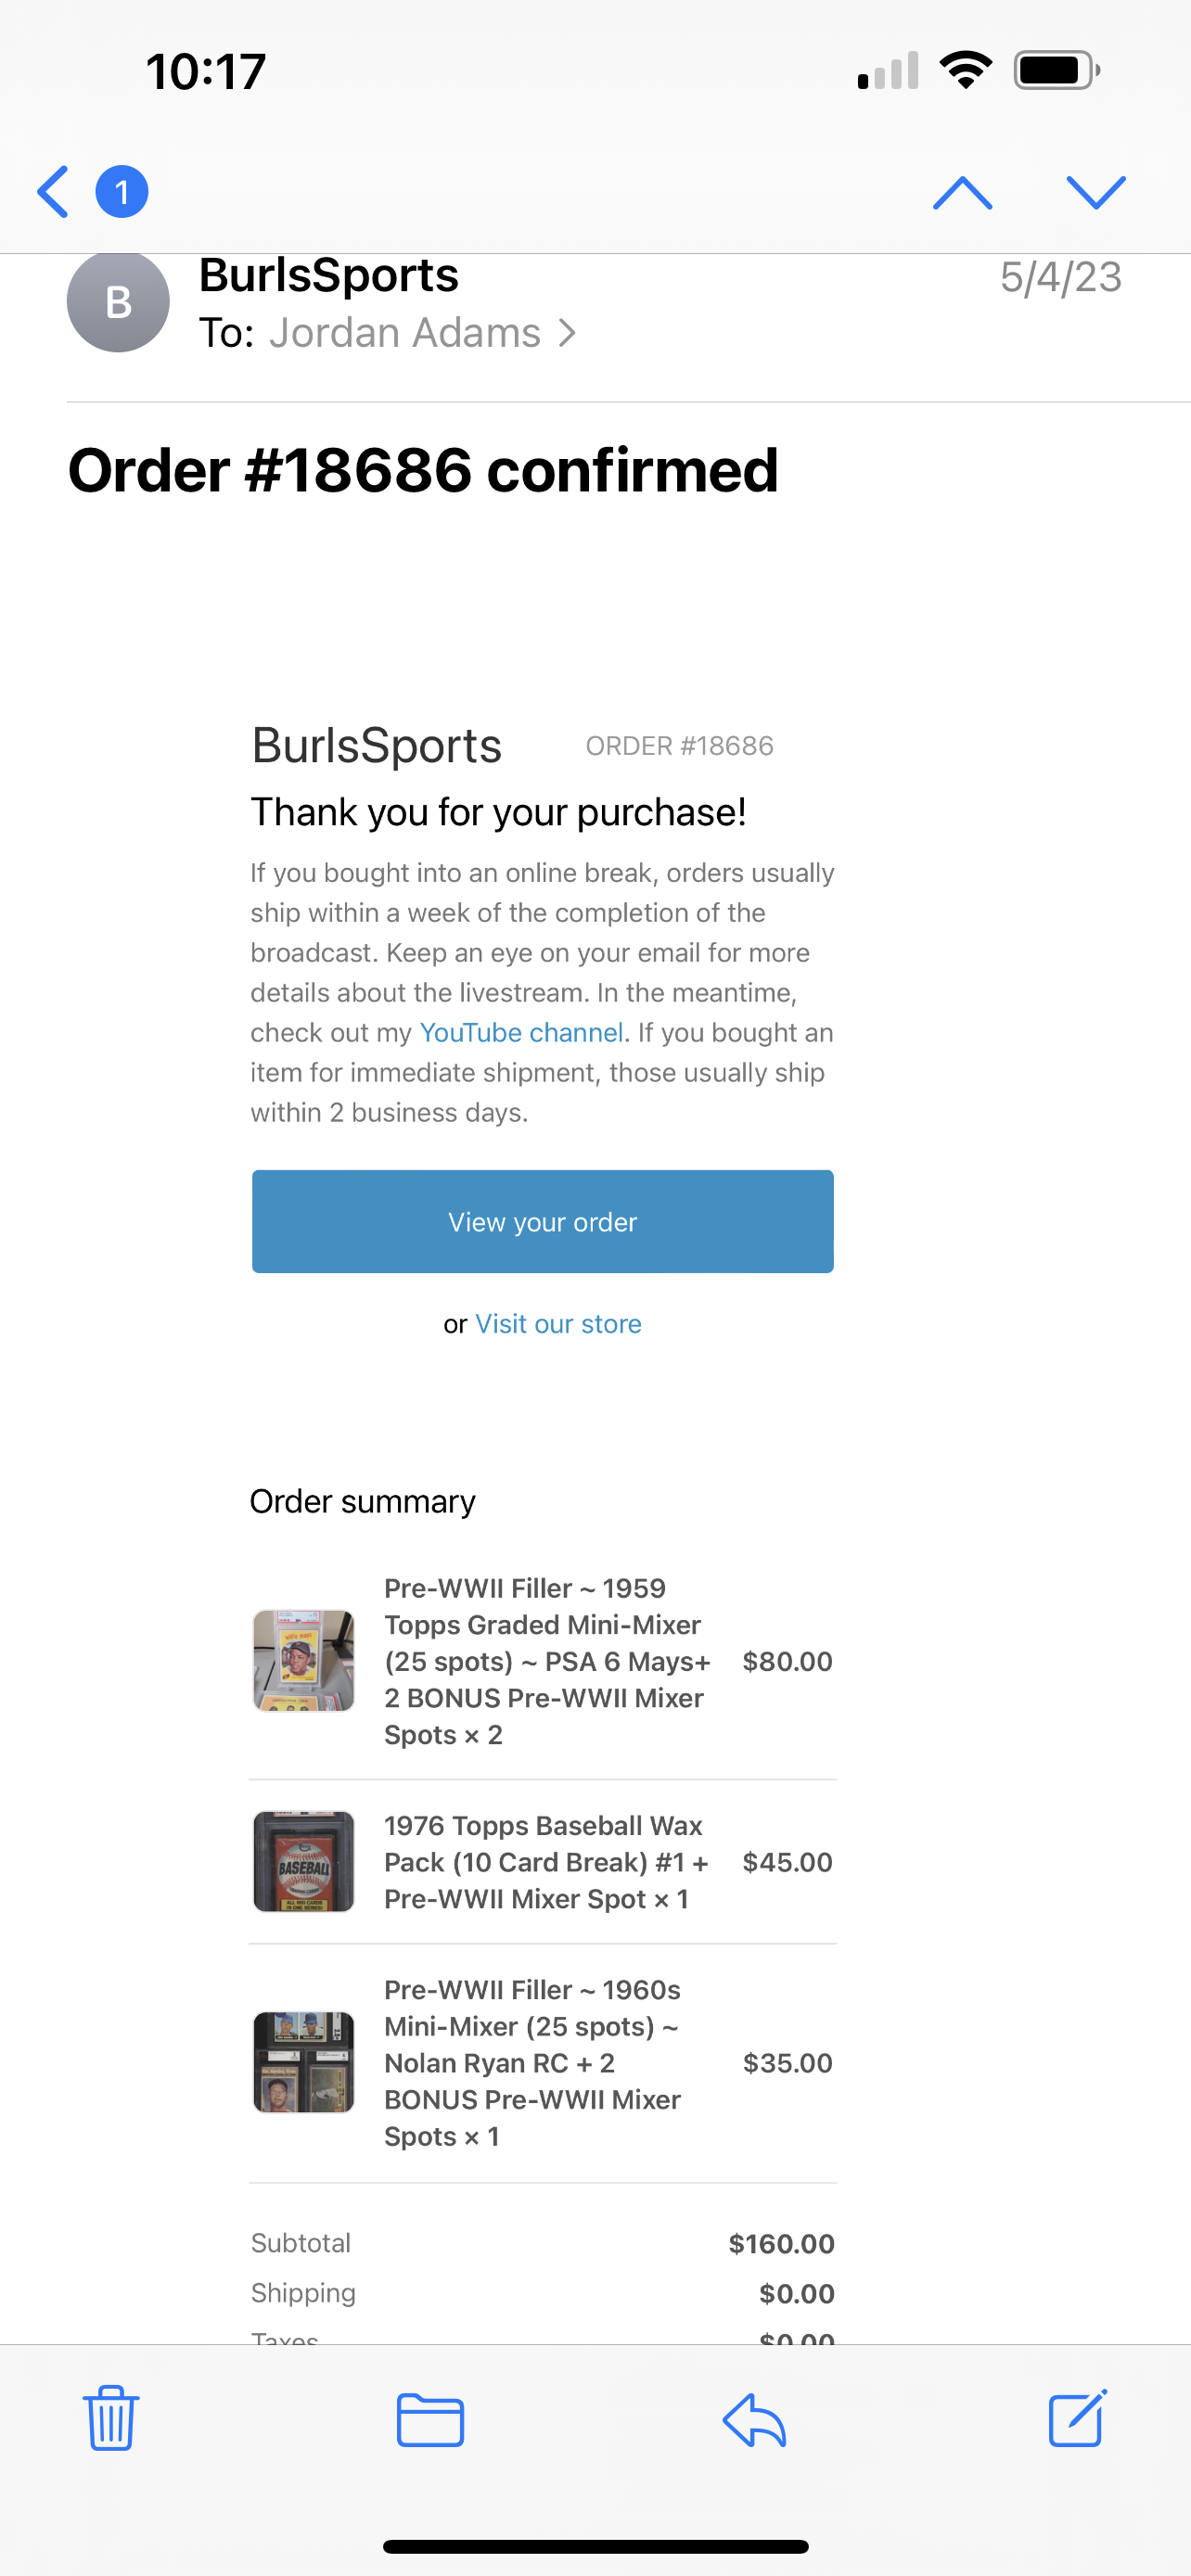 10:17
1
BurlsSports
5/4/23
To: Jordan Adams
B
Order #18686 confirmed
BurlsSports
ORDER #18686
Thank you for your purchase!
If you bought into an online break, orders usually
ship within a week of the completion of the
broadcast. Keep an eye on your email for more
details about the livestream. In the meantime,
check out my YouTube channel. If you bought an
item for immediate shipment, those usually ship
within 2 business days.
View your order
or Visit our store
Order summary
Pre-WWII Filler ~ 1959
Topps Graded Mini-Mixer
(25 spots) ~ PSA 6 Mays+
$80.00
2 BONUS Pre-WWII Mixer
Spots × 2
1976 Topps Baseball Wax
Pack (10 Card Break) #1 +
$45.00
Pre-WWII Mixer Spot × 1
BASEBALL
Pre-WWII Filler ~ 1960s
Mini-Mixer (25 spots) ~
Nolan Ryan RC + 2
$35.00
BONUS Pre-WWII Mixer
Spots × 1
Subtotal
$160.00
Shipping
$0.00
Taxes
$0.00